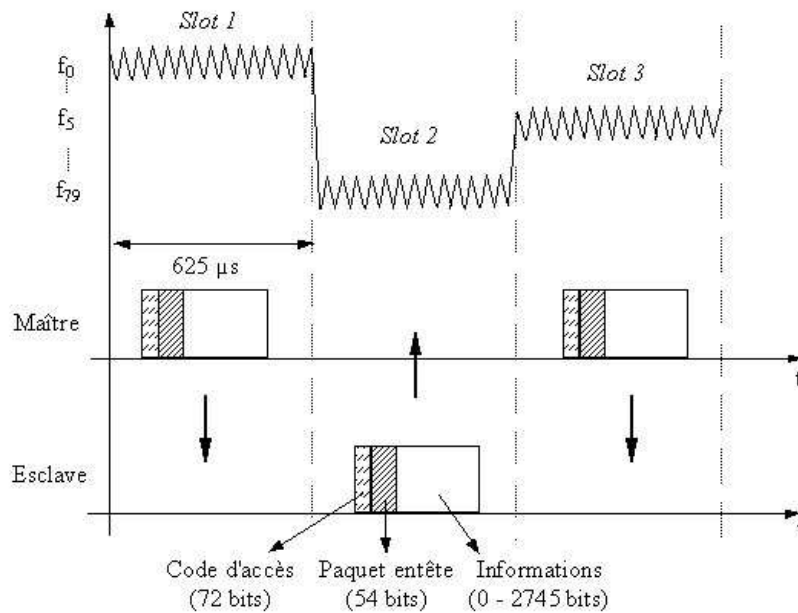 Slot 1
f0
Slot 3
f5
Slot 2
f79
625 µs
Maître
t
Esclave
Code d'accès
(72 bits)
Paquet entête
(54 bits)
Informations
(0 - 2745 bits)